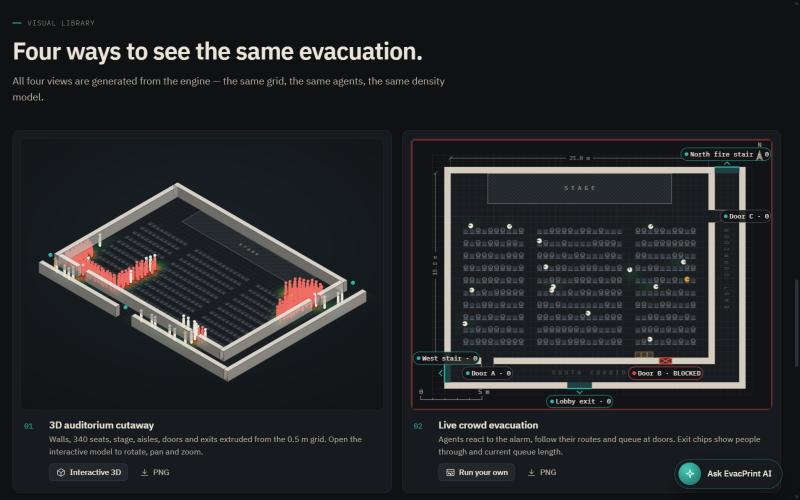 VISUAL LIBRARY
Four ways to see the same evacuation.
All four views are generated from the engine — the same grid, the same agents, the same density
model.
STAGE
21.0 m
N
North fire stair · 0
STAGE
Door C · 0
EAST CORRIDOR
West stair · 0
Door A · 0
SOUTH CORRID
Door B · BLOCKED
0
5 m
Lobby exit · 0
01
3D auditorium cutaway
Walls, 340 seats, stage, aisles, doors and exits extruded from the 0.5 m grid. Open the
interactive model to rotate, pan and zoom.
Interactive 3D
PNG
02
Live crowd evacuation
Agents react to the alarm, follow their routes and queue at doors. Exit chips show people
through and current queue length.
Run your own
PNG
Ask EvacPrint AI